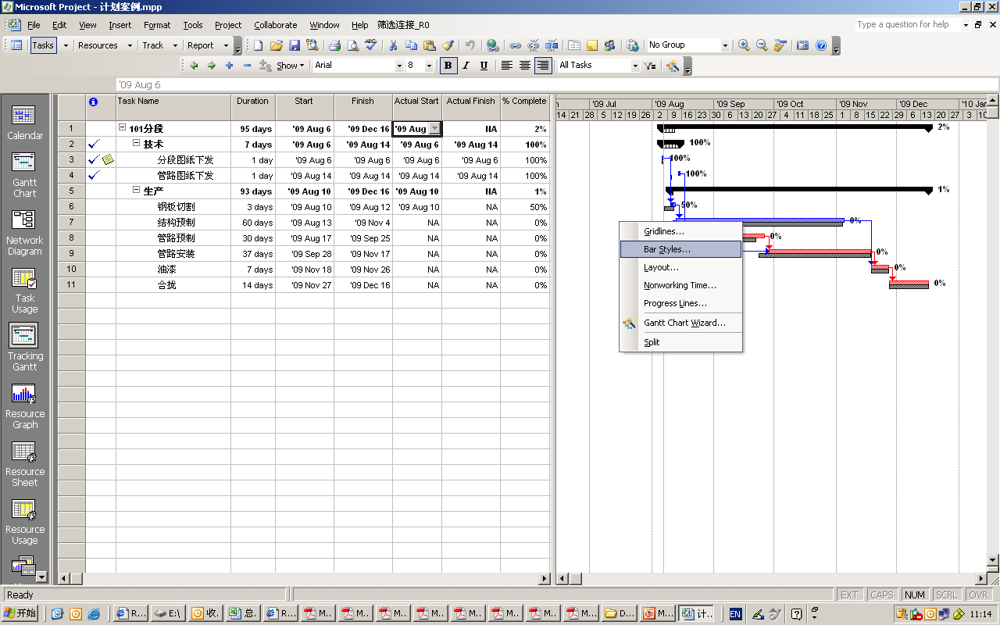 Microsoft Project - 计划案例.mpp
File Edit View Insert Format Tools Project Collaborate Window Help 筛选连接_R0 Type a question for help
Tasks Resources Track Report No Group
Show Arial 8 B I U All Tasks
'09 Aug 6
Task Name Duration Start Finish Actual Start Actual Finish % Complete
'09 Jul '09 Aug '09 Sep '09 Oct '09 Nov '09 Dec '10 Jan
14 21 28 5 12 19 26 2 9 16 23 30 6 13 20 27 4 11 18 25 1 8 15 22 29 6 13 20 27 3 10
1 101分段 95 days '09 Aug 6 '09 Dec 16 '09 Aug NA 2% 2%
2 技术 7 days '09 Aug 6 '09 Aug 14 '09 Aug 6 '09 Aug 14 100% 100%
3 分段图纸下发 1 day '09 Aug 6 '09 Aug 6 '09 Aug 6 '09 Aug 6 100% 100%
4 管路图纸下发 1 day '09 Aug 14 '09 Aug 14 '09 Aug 14 '09 Aug 14 100% 100%
5 生产 93 days '09 Aug 10 '09 Dec 16 '09 Aug 10 NA 1% 1%
6 钢板切割 3 days '09 Aug 10 '09 Aug 12 '09 Aug 10 NA 50% 50%
7 结构预制 60 days '09 Aug 13 '09 Nov 4 NA NA 0% 0%
8 管路预制 30 days '09 Aug 17 '09 Sep 25 NA NA 0% 0%
9 管路安装 37 days '09 Sep 28 '09 Nov 17 NA NA 0% 0%
10 油漆 7 days '09 Nov 18 '09 Nov 26 NA NA 0% 0%
11 合拢 14 days '09 Nov 27 '09 Dec 16 NA NA 0% 0%
Gridlines...
Bar Styles...
Layout...
Nonworking Time...
Progress Lines...
Gantt Chart Wizard...
Split
Calendar
Gantt
Chart
Network
Diagram
Task
Usage
Tracking
Gantt
Resource
Graph
Resource
Sheet
Resource
Usage
Ready EXT CAPS NUM SCRL OVR
开始 R... E:\ 收. 总. R... M... M... M... M... M... M... M... M... D... M... 计.. EN 11:14